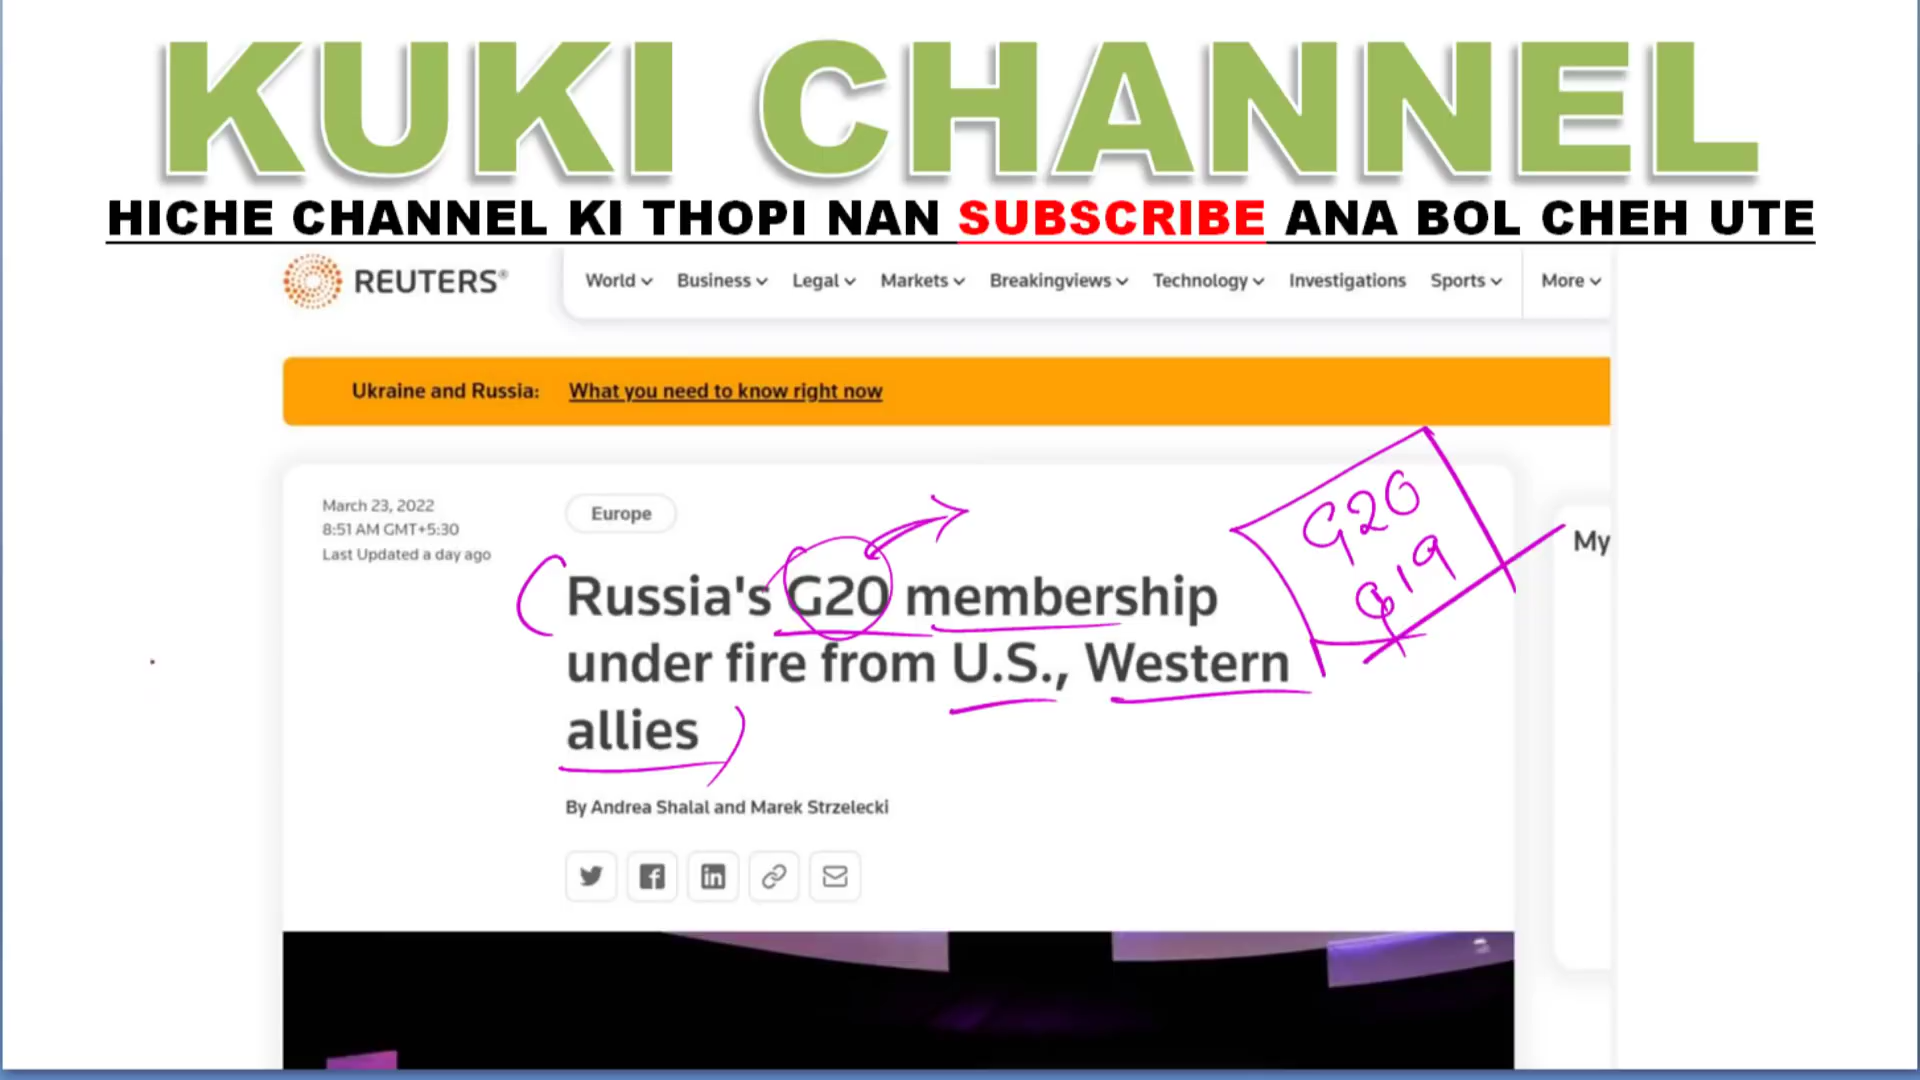 KUKI CHANNEL
HICHE CHANNEL KI THOPI NAN SUBSCRIBE ANA BOL CHEH UTE
REUTERS®
World Business Legal Markets Breakingviews Technology Investigations Sports More
Ukraine and Russia: What you need to know right now
March 23, 2022
8:51 AM GMT+5:30
Last Updated a day ago
Europe
My
G20
G19
Russia's G20 membership
under fire from U.S., Western
allies
By Andrea Shalal and Marek Strzelecki